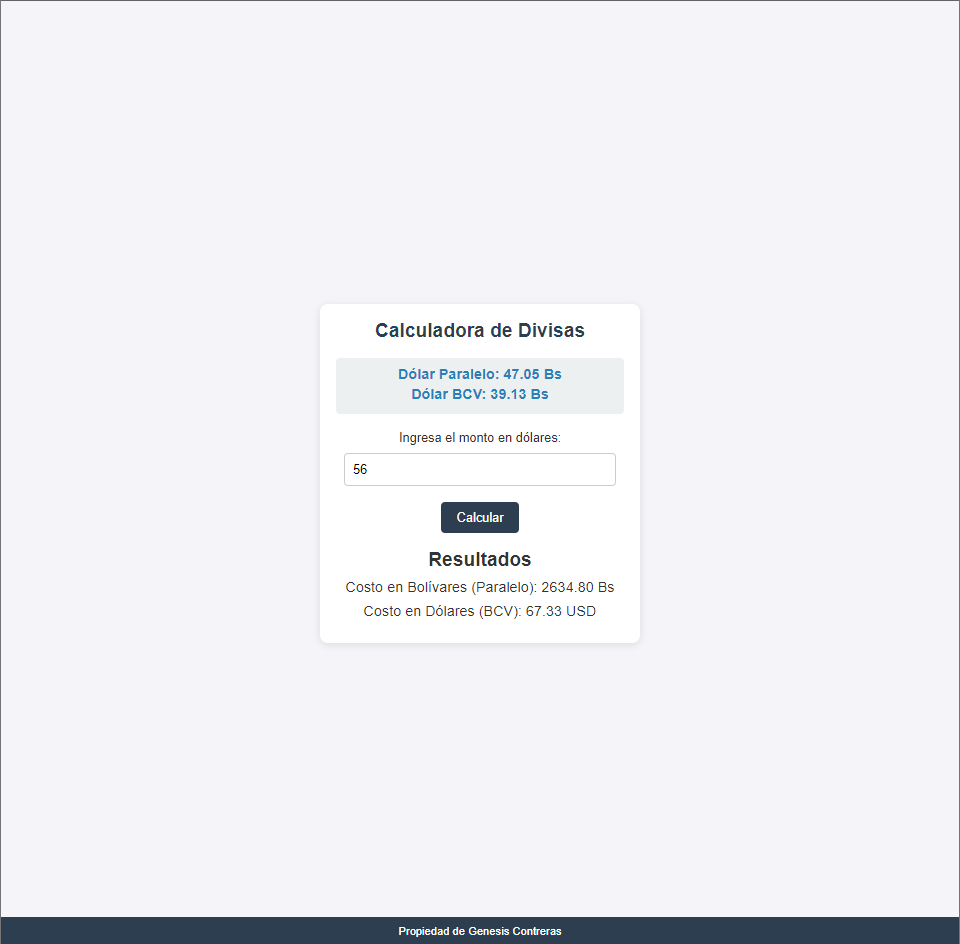 Calculadora de Divisas
Dólar Paralelo: 47.05 Bs
Dólar BCV: 39.13 Bs
Ingresa el monto en dólares:
56
Calcular
Resultados
Costo en Bolívares (Paralelo): 2634.80 Bs
Costo en Dólares (BCV): 67.33 USD
Propiedad de Genesis Contreras